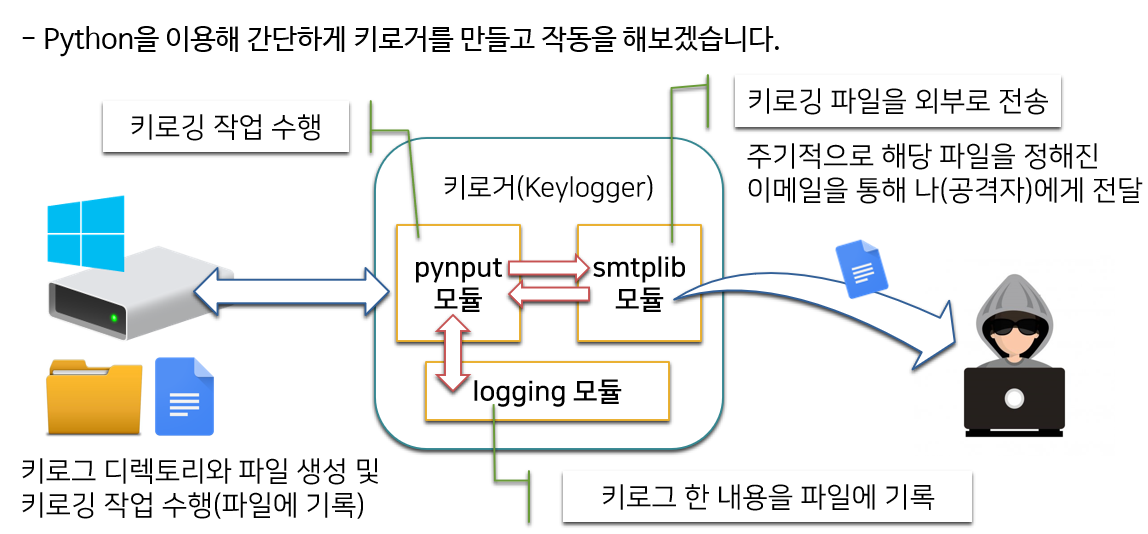 - Python을 이용해 간단하게 키로거를 만들고 작동을 해보겠습니다.
키로깅 작업 수행
키로깅 파일을 외부로 전송
주기적으로 해당 파일을 정해진
이메일을 통해 나(공격자)에게 전달
키로거(Keylogger)
pynput
모듈
smtplib
모듈
logging 모듈
키로그 디렉토리와 파일 생성 및
키로깅 작업 수행(파일에 기록)
키로그 한 내용을 파일에 기록